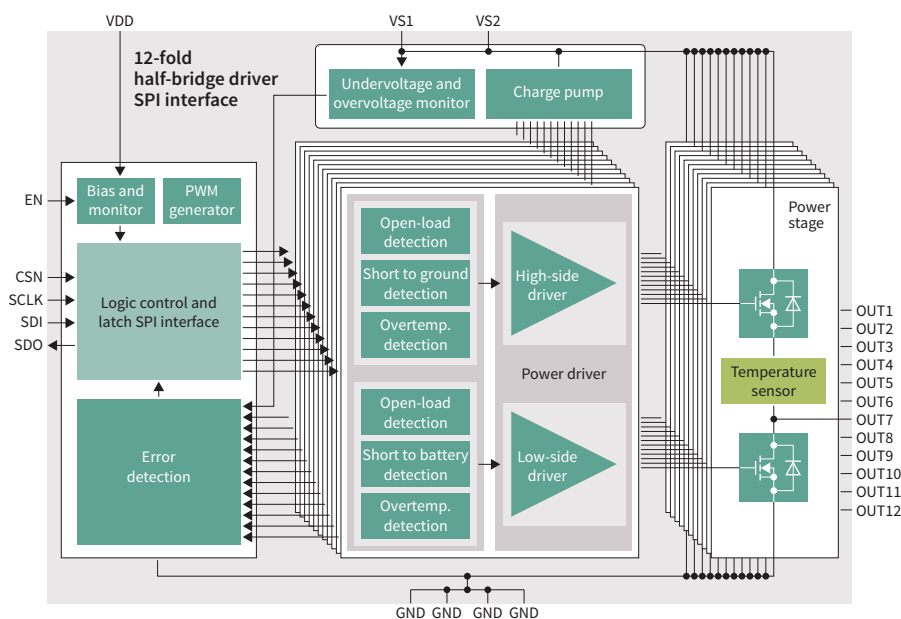 VDD
VS1
VS2
12-fold
half-bridge driver
SPI interface
Undervoltage and
overvoltage monitor
Charge pump
EN
Bias and
monitor
PWM
generator
CSN
SCLK
SDI
SDO
Logic control and
latch SPI interface
Error
detection
Open-load
detection
Short to ground
detection
Overtemp.
detection
High-side
driver
Power driver
Open-load
detection
Short to battery
detection
Overtemp.
detection
Low-side
driver
Power
stage
Temperature
sensor
OUT1
OUT2
OUT3
OUT4
OUT5
OUT6
OUT7
OUT8
OUT9
OUT10
OUT11
OUT12
GND GND GND GND